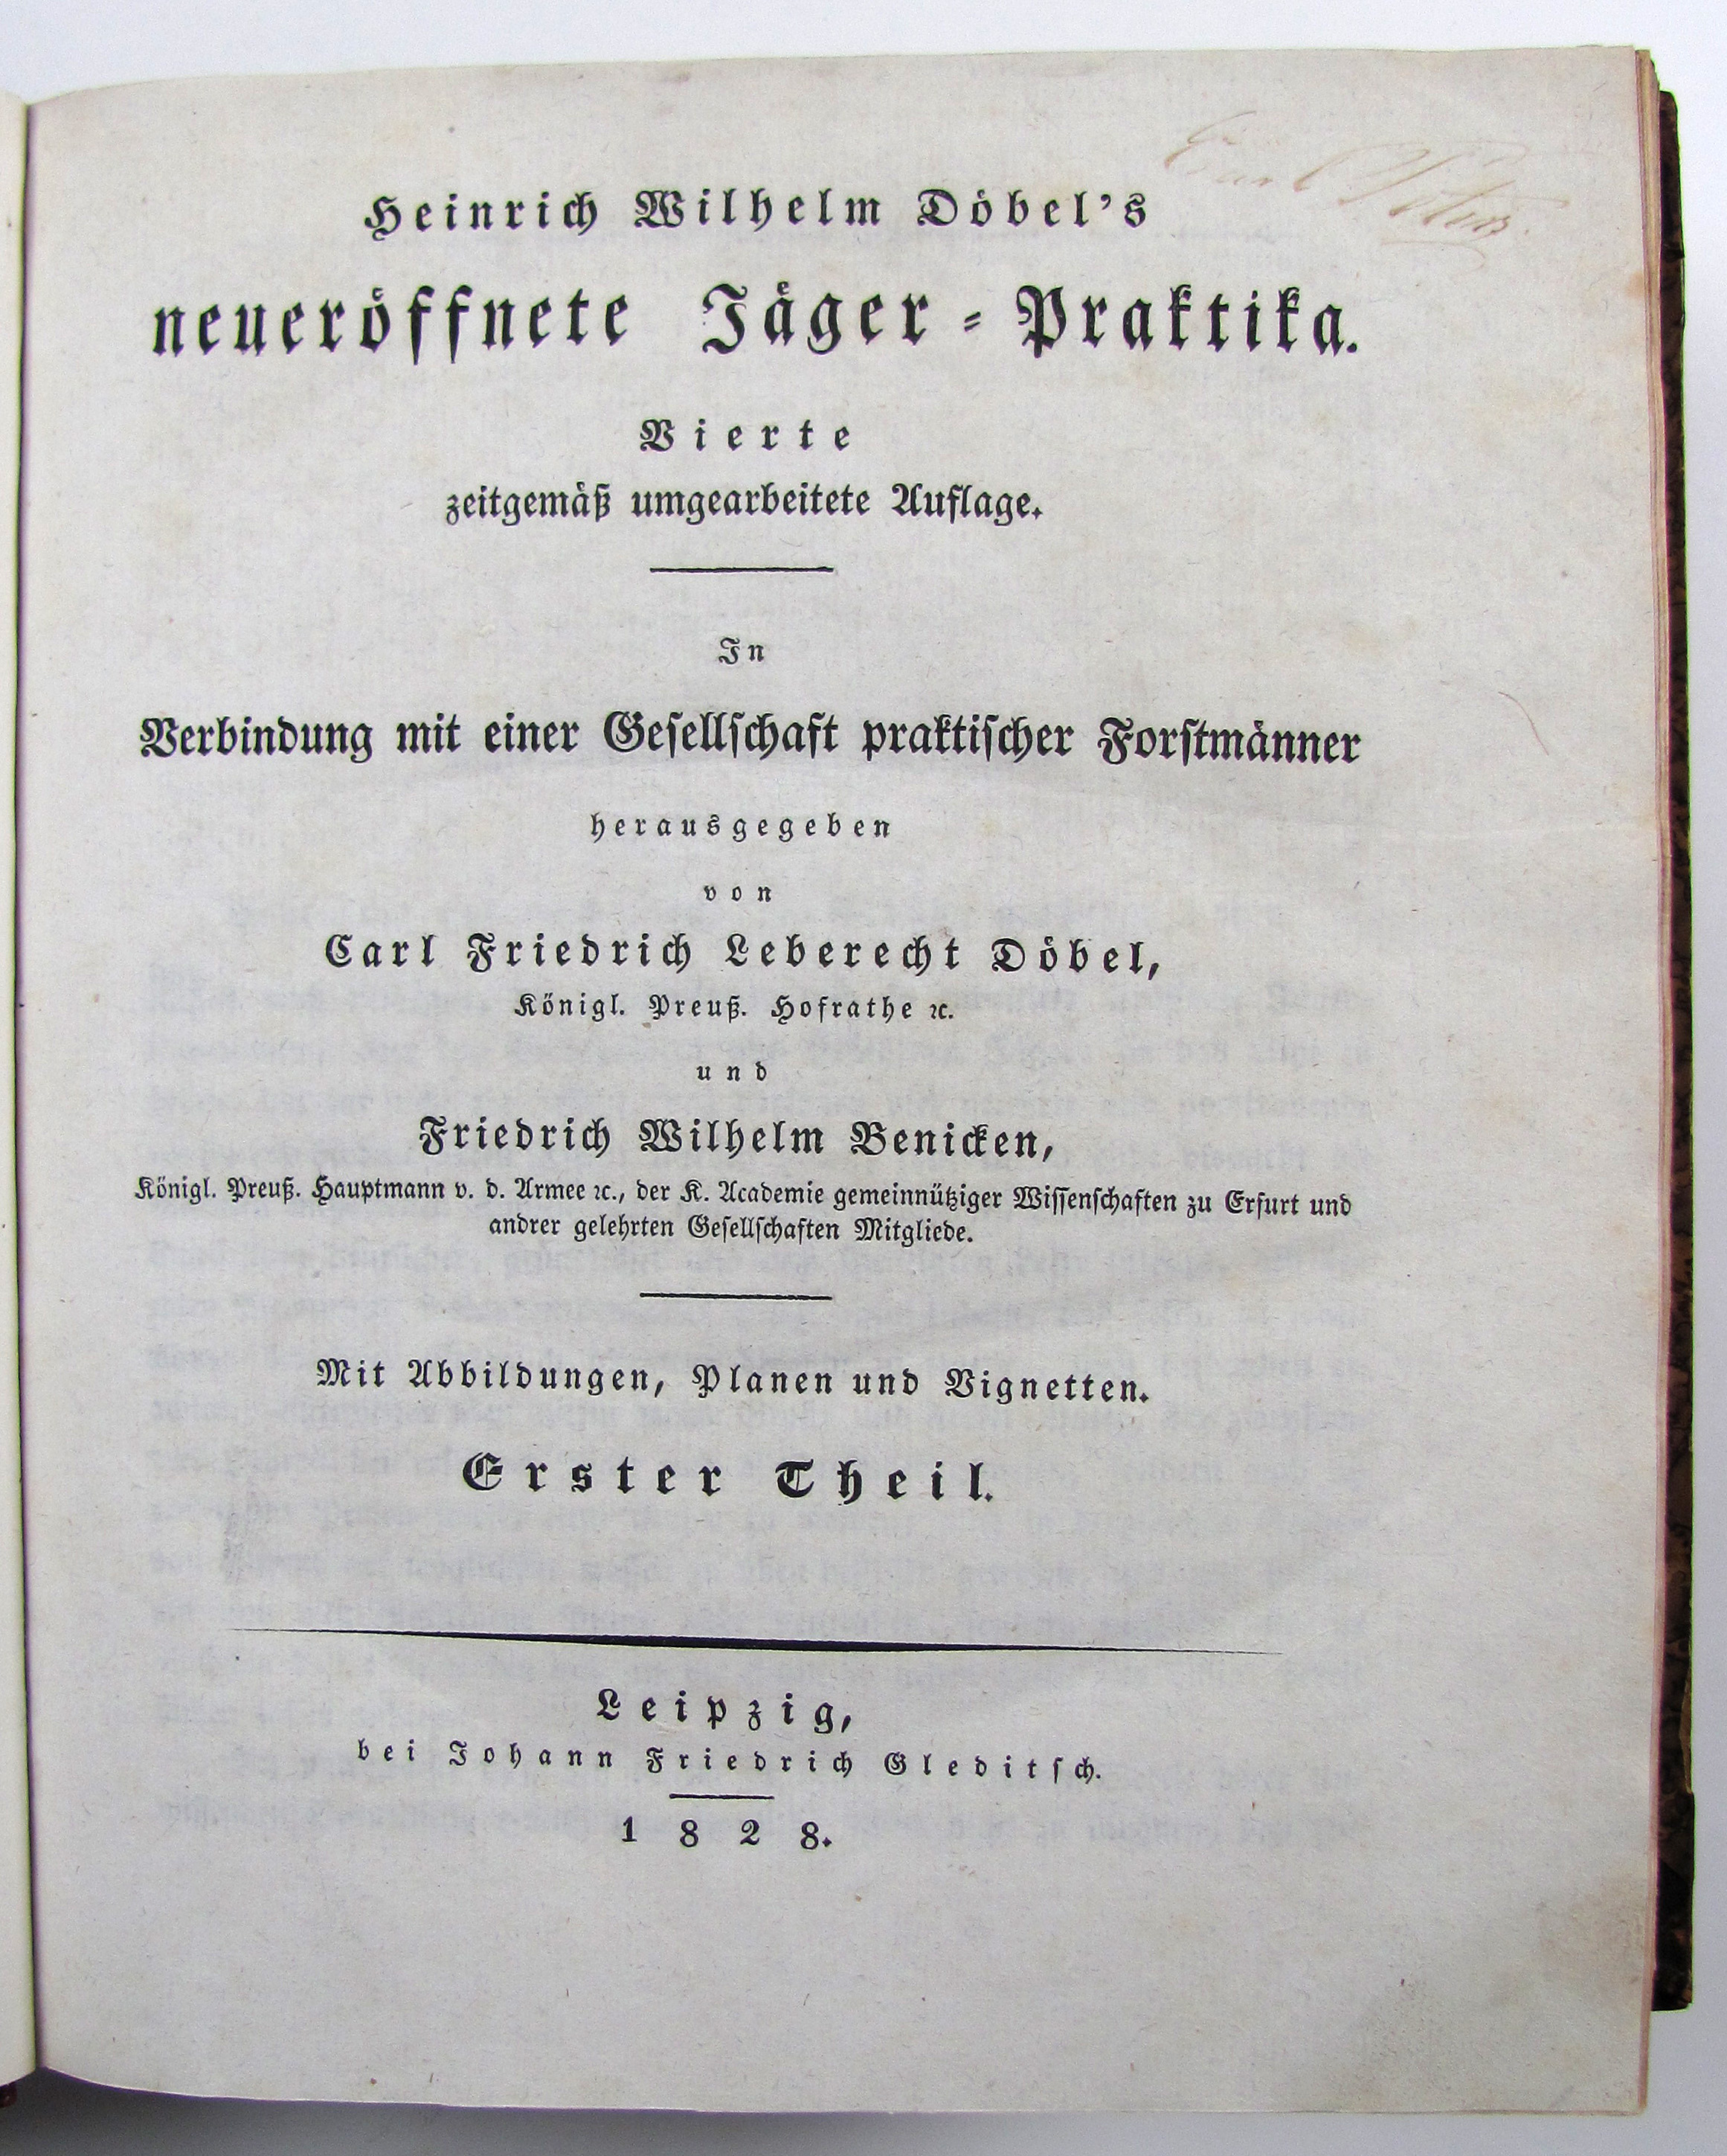 Heinrich Wilhelm Döbel's
neueröffnete Jäger-Praktika.
Vierte
zeitgemäß umgearbeitete Auflage.
In
Verbindung mit einer Gesellschaft praktischer Forstmänner
herausgegeben
von
Carl Friedrich Leberecht Döbel,
Königl. Preuß. Hofrathe ꝛc.
und
Friedrich Wilhelm Benicken,
Königl. Preuß. Hauptmann v. d. Armee ꝛc., der K. Academie gemeinnütziger Wissenschaften zu Erfurt und
andrer gelehrten Gesellschaften Mitgliede.
Mit Abbildungen, Planen und Vignetten.
Erster Theil.
Leipzig,
bei Johann Friedrich Gleditsch.
1828.